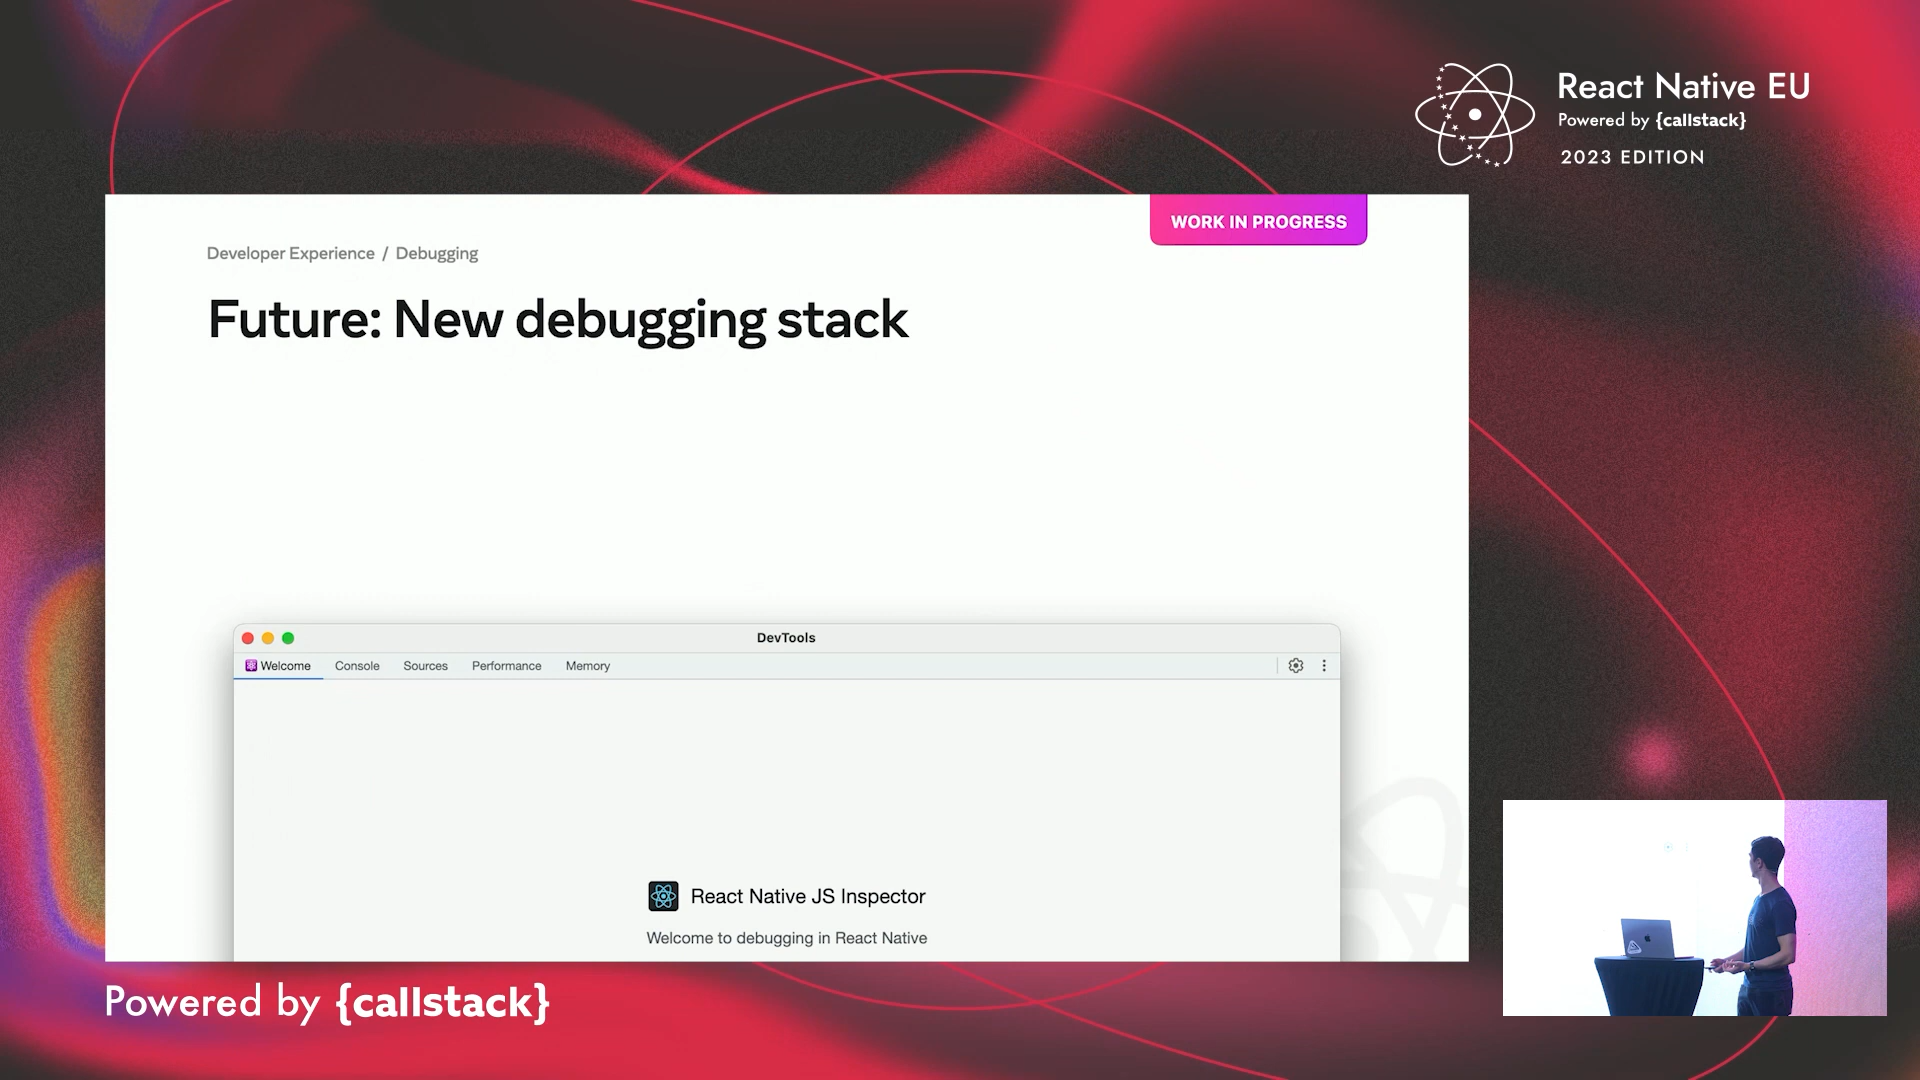 React Native EU
Powered by {callstack}
2023 EDITION
WORK IN PROGRESS
Developer Experience / Debugging
Future: New debugging stack
DevTools
Welcome Console Sources Performance Memory
React Native JS Inspector
Welcome to debugging in React Native
Powered by {callstack}